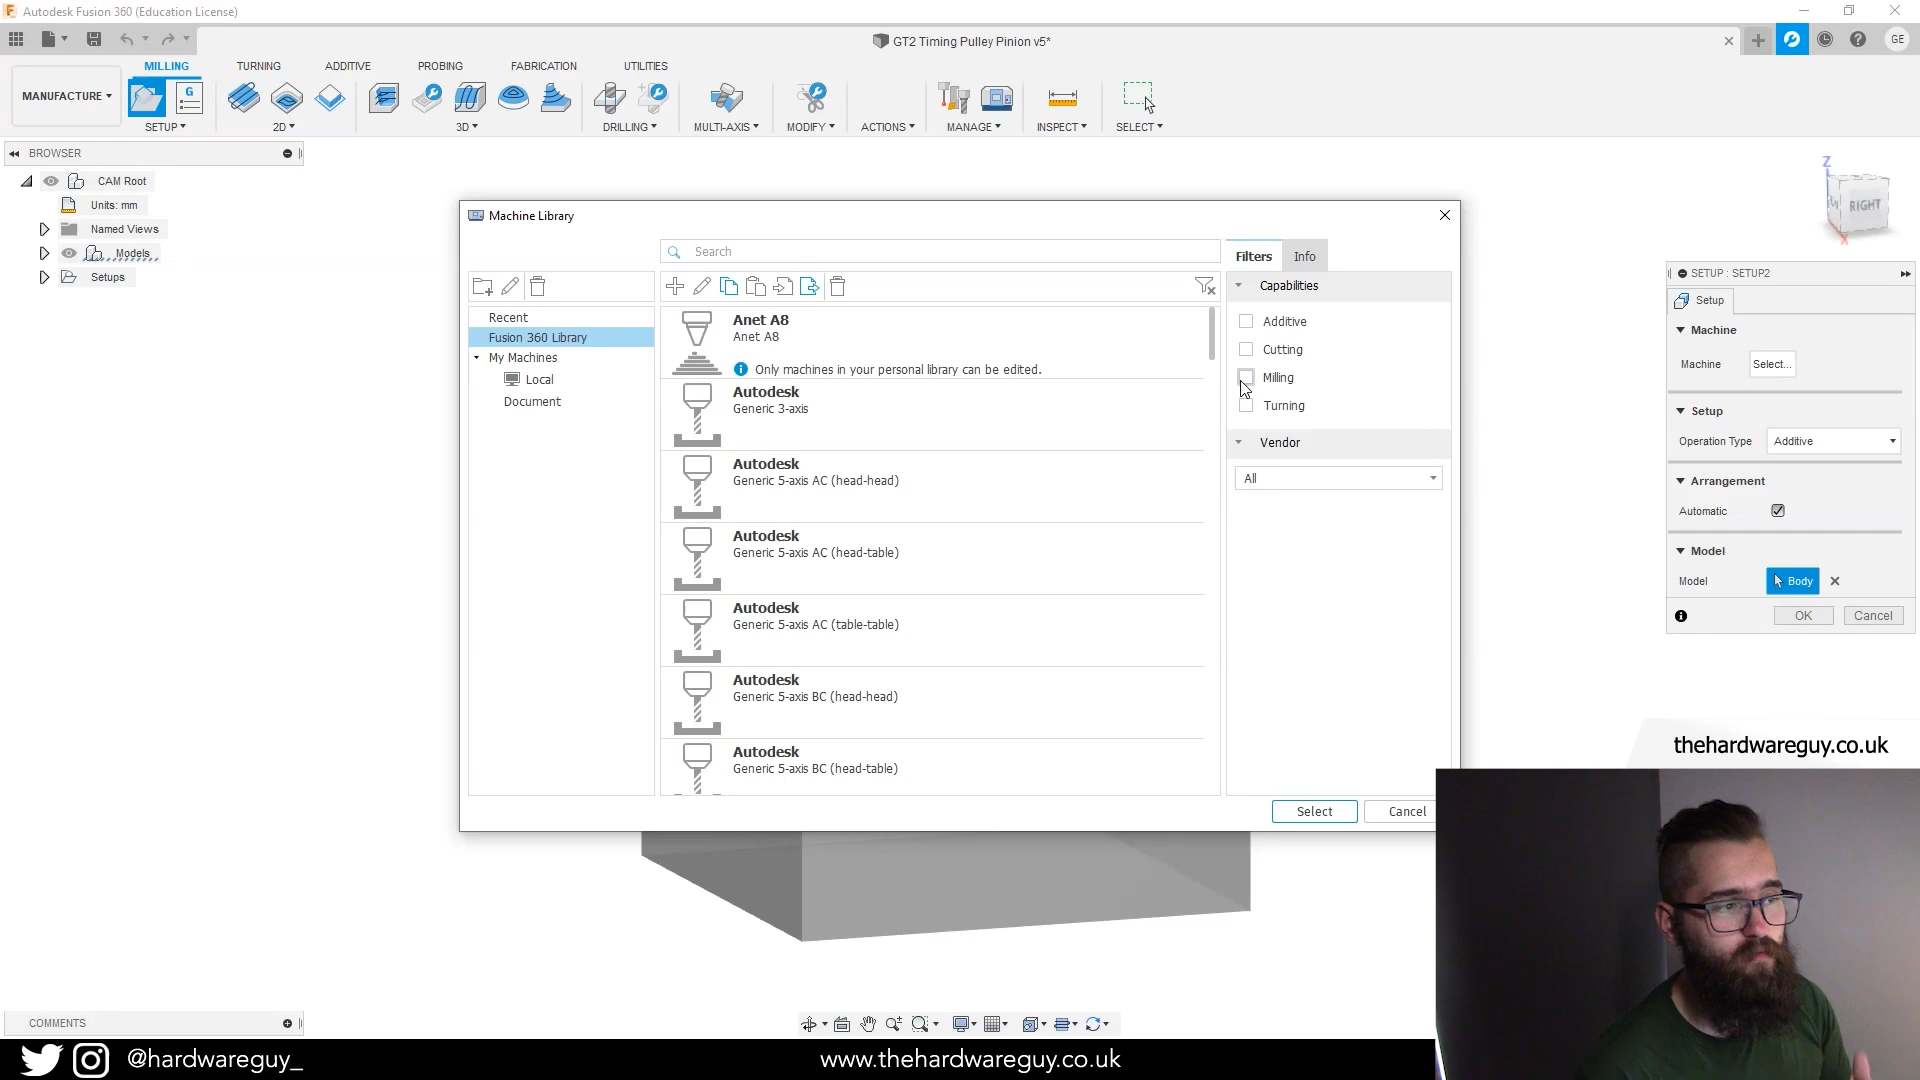 Autodesk Fusion 360 (Education License)
GT2 Timing Pulley Pinion v5*
GE
MILLING TURNING ADDITIVE PROBING FABRICATION UTILITIES
MANUFACTURE
G
SETUP 2D 3D DRILLING MULTI-AXIS MODIFY ACTIONS MANAGE INSPECT SELECT
BROWSER
CAM Root
Units: mm
Named Views
Models
Setups
Z
RIGHT
X
Machine Library
Search
Recent
Fusion 360 Library
My Machines
Local
Document
Anet A8
Anet A8
Only machines in your personal library can be edited.
Autodesk
Generic 3-axis
Autodesk
Generic 5-axis AC (head-head)
Autodesk
Generic 5-axis AC (head-table)
Autodesk
Generic 5-axis AC (table-table)
Autodesk
Generic 5-axis BC (head-head)
Autodesk
Generic 5-axis BC (head-table)
Filters Info
Capabilities
Additive
Cutting
Milling
Turning
Vendor
All
Select Cancel
SETUP : SETUP2
Setup
Machine
Machine Select...
Setup
Operation Type Additive
Arrangement
Automatic
Model
Model Body
OK Cancel
thehardwareguy.co.uk
COMMENTS
@hardwareguy_
www.thehardwareguy.co.uk